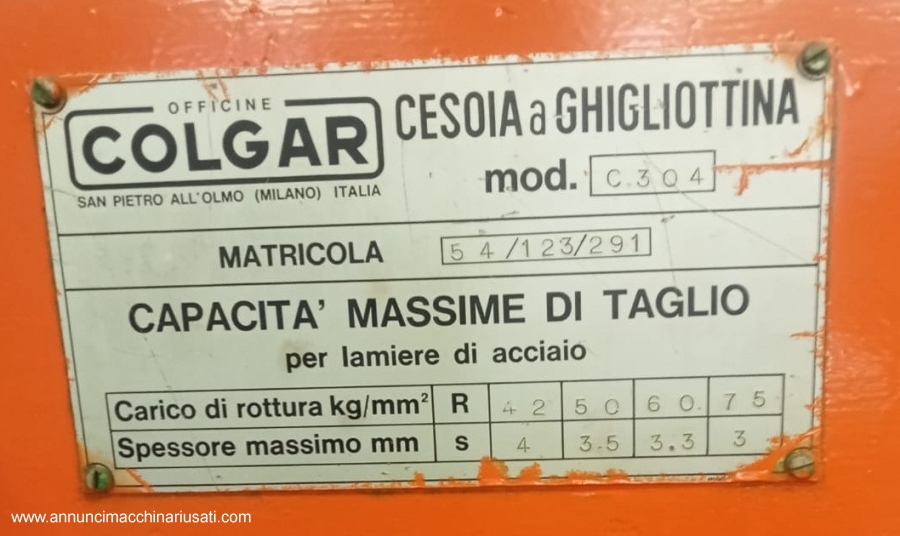 OFFICINE
COLGAR
SAN PIETRO ALL'OLMO (MILANO) ITALIA
CESOIA a GHIGLIOTTINA
mod. C.304
MATRICOLA 54/123/291
CAPACITA' MASSIME DI TAGLIO
per lamiere di acciaio
Carico di rottura kg/mm² R 42 50 60. 75
Spessore massimo mm s 4 3.5 3.3 3
www.annuncimacchinariusati.com